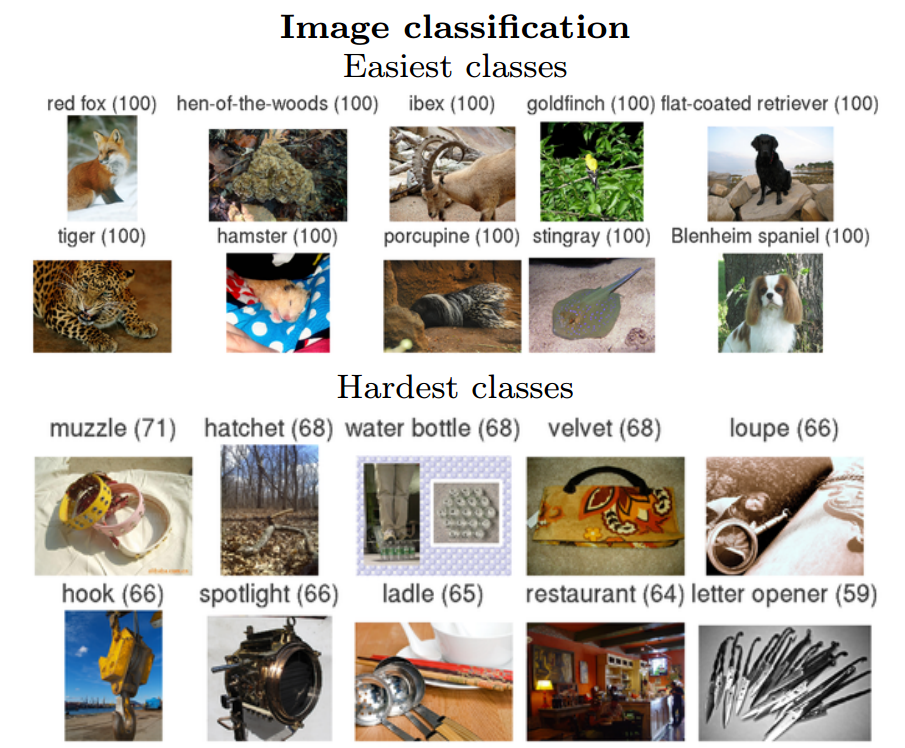 Image classification
Easiest classes
red fox (100) hen-of-the-woods (100) ibex (100) goldfinch (100) flat-coated retriever (100)
tiger (100) hamster (100) porcupine (100) stingray (100) Blenheim spaniel (100)
Hardest classes
muzzle (71) hatchet (68) water bottle (68) velvet (68) loupe (66)
hook (66) spotlight (66) ladle (65) restaurant (64) letter opener (59)